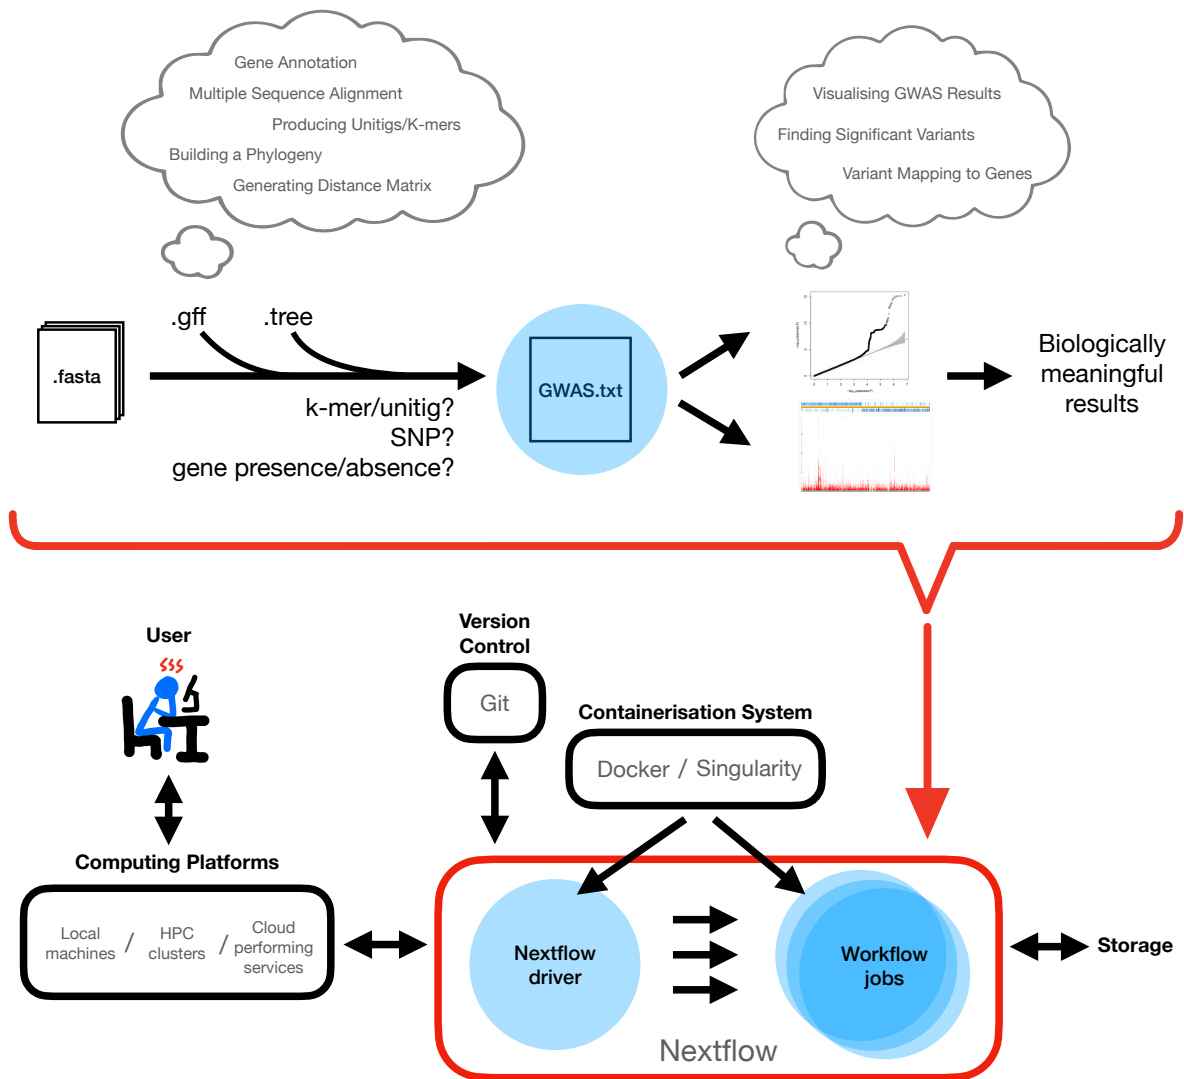 Gene Annotation
Multiple Sequence Alignment
Producing Unitigs/K-mers
Building a Phylogeny
Generating Distance Matrix
Visualising GWAS Results
Finding Significant Variants
Variant Mapping to Genes
.fasta
.gff
.tree
k-mer/unitig?
SNP?
gene presence/absence?
GWAS.txt
Biologically
meaningful
results
User
Version
Control
Git
Containerisation System
Docker / Singularity
Computing Platforms
Local
machines
/
HPC
clusters
/
Cloud
performing
services
Nextflow
driver
Workflow
jobs
Nextflow
Storage